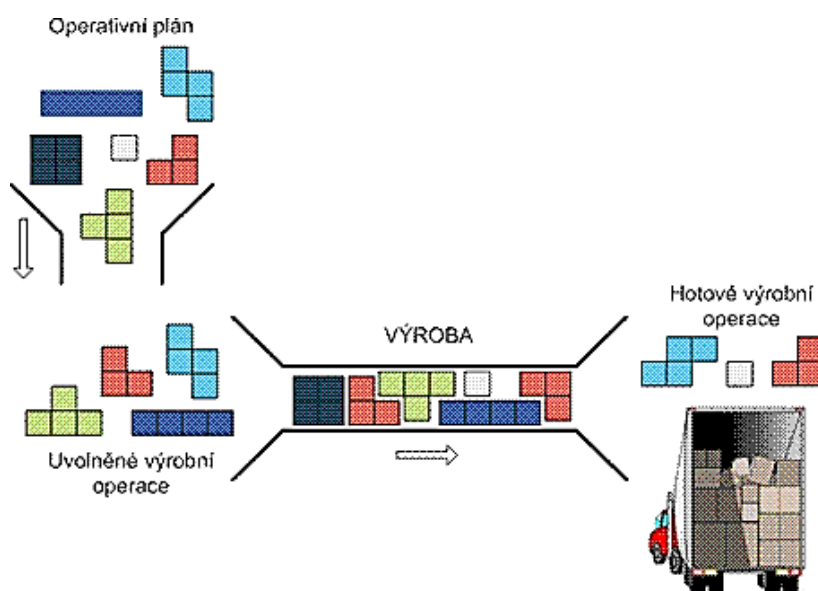 Operativní plán
VÝROBA
Hotové výrobní
operace
Uvolněné výrobní
operace